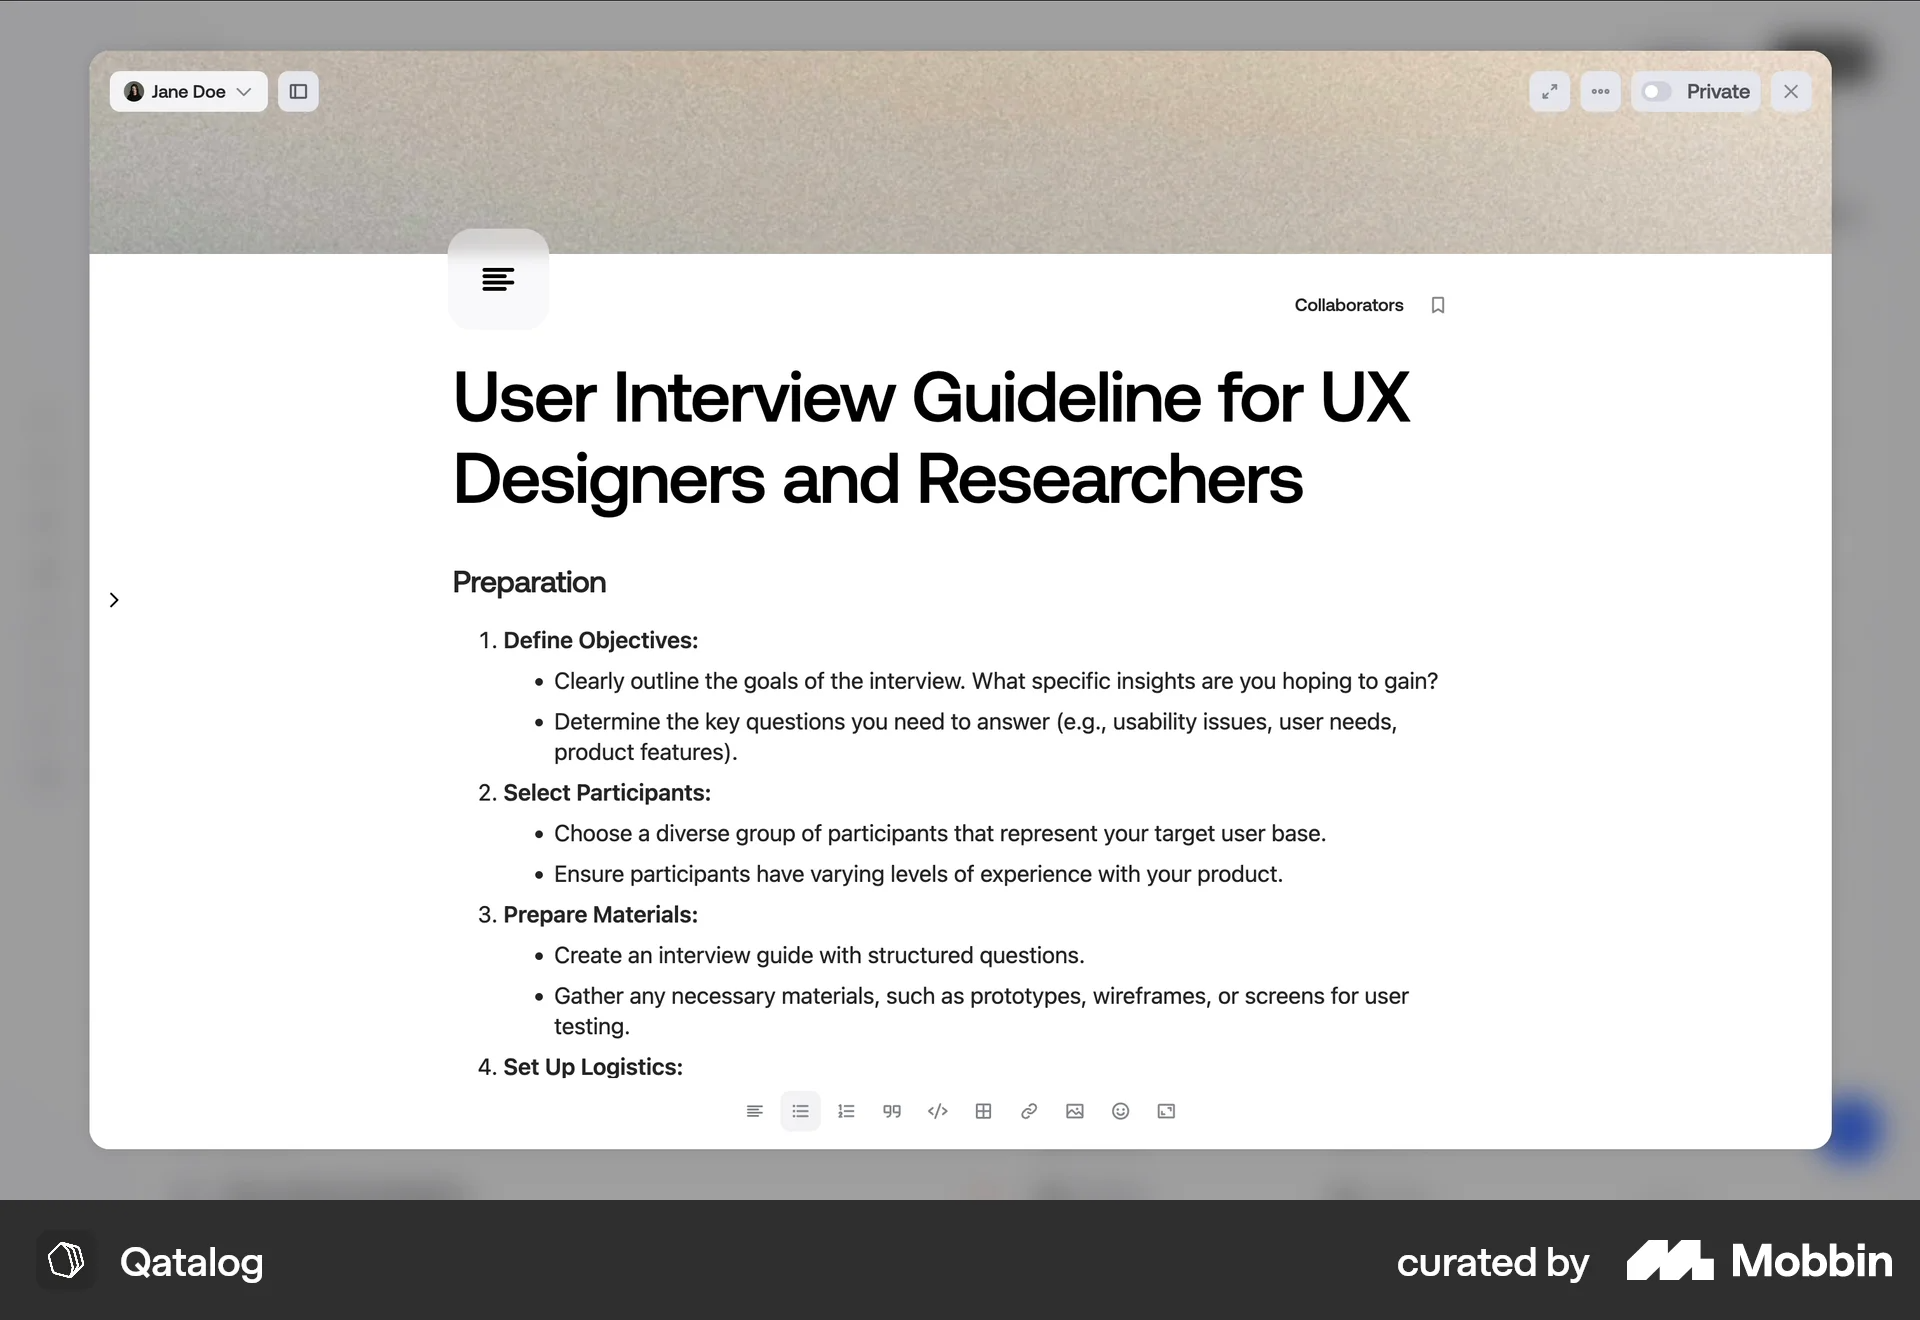 Jane Doe
Private
Collaborators
User Interview Guideline for UX
Designers and Researchers
Preparation
1. Define Objectives:
• Clearly outline the goals of the interview. What specific insights are you hoping to gain?
• Determine the key questions you need to answer (e.g., usability issues, user needs,
product features).
2. Select Participants:
• Choose a diverse group of participants that represent your target user base.
• Ensure participants have varying levels of experience with your product.
3. Prepare Materials:
• Create an interview guide with structured questions.
• Gather any necessary materials, such as prototypes, wireframes, or screens for user
testing.
4. Set Up Logistics:
Qatalog
curated by Mobbin